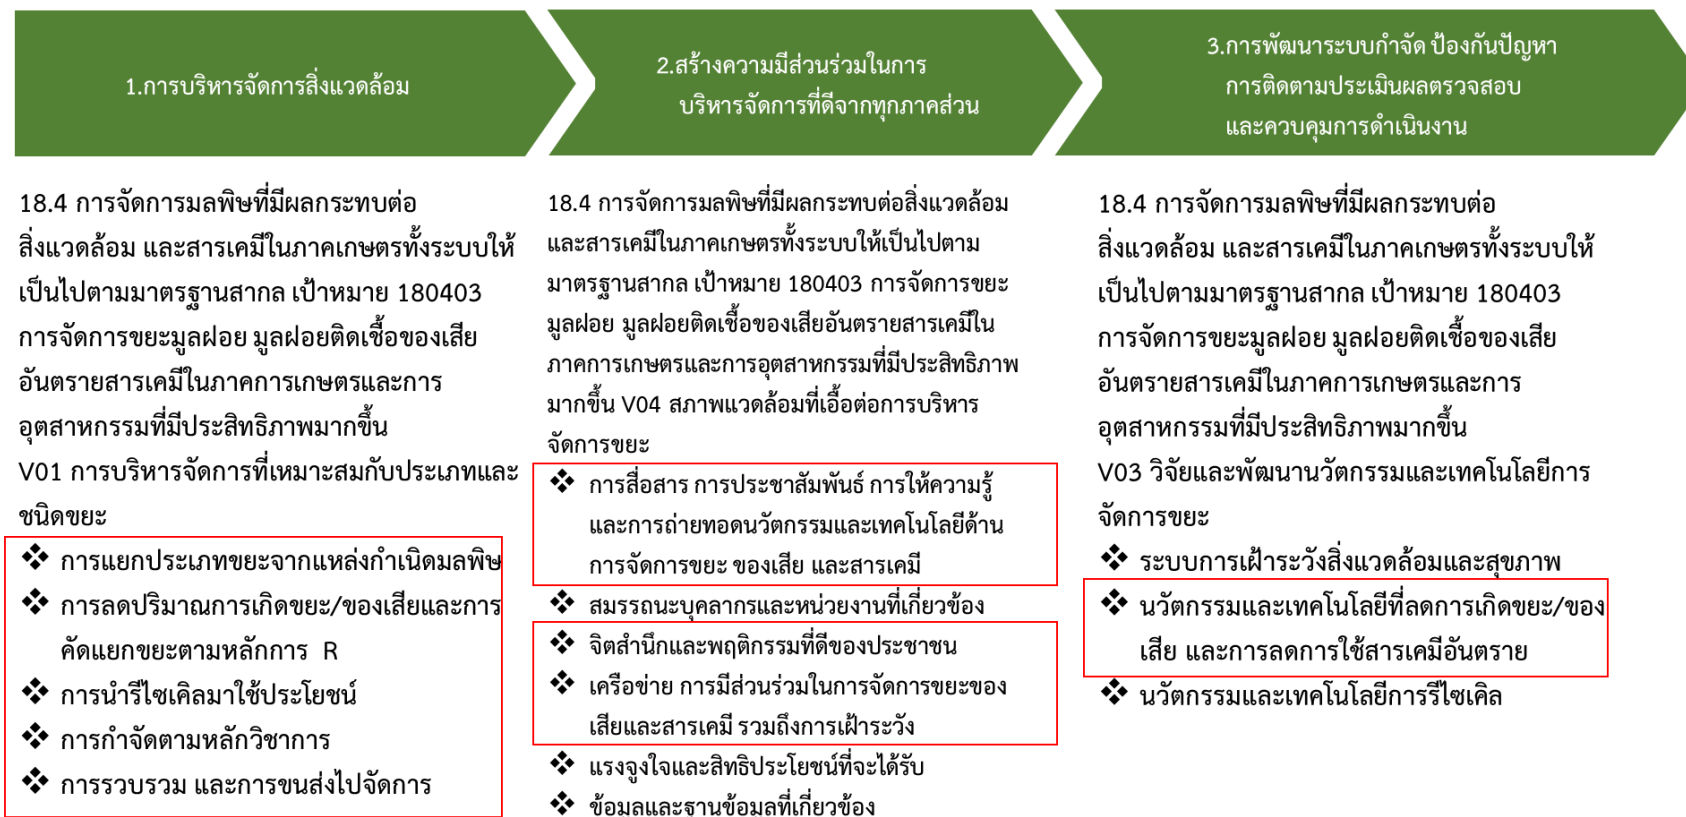 1.การบริหารจัดการสิ่งแวดล้อม
2.สร้างความมีส่วนร่วมในการ
บริหารจัดการที่ดีจากทุกภาคส่วน
3.การพัฒนาระบบกำจัด ป้องกันปัญหา
การติดตามประเมินผลตรวจสอบ
และควบคุมการดำเนินงาน
18.4 การจัดการมลพิษที่มีผลกระทบต่อ
สิ่งแวดล้อม และสารเคมีในภาคเกษตรทั้งระบบให้
เป็นไปตามมาตรฐานสากล เป้าหมาย 180403
การจัดการขยะมูลฝอย มูลฝอยติดเชื้อของเสีย
อันตรายสารเคมีในภาคการเกษตรและการ
อุตสาหกรรมที่มีประสิทธิภาพมากขึ้น
V01 การบริหารจัดการที่เหมาะสมกับประเภทและ
ชนิดขยะ
❖ การแยกประเภทขยะจากแหล่งกำเนิดมลพิษ
❖ การลดปริมาณการเกิดขยะ/ของเสียและการ
คัดแยกขยะตามหลักการ R
❖ การนำรีไซเคิลมาใช้ประโยชน์
❖ การกำจัดตามหลักวิชาการ
❖ การรวบรวม และการขนส่งไปจัดการ
18.4 การจัดการมลพิษที่มีผลกระทบต่อสิ่งแวดล้อม
และสารเคมีในภาคเกษตรทั้งระบบให้เป็นไปตาม
มาตรฐานสากล เป้าหมาย 180403 การจัดการขยะ
มูลฝอย มูลฝอยติดเชื้อของเสียอันตรายสารเคมีใน
ภาคการเกษตรและการอุตสาหกรรมที่มีประสิทธิภาพ
มากขึ้น V04 สภาพแวดล้อมที่เอื้อต่อการบริหาร
จัดการขยะ
❖ การสื่อสาร การประชาสัมพันธ์ การให้ความรู้
และการถ่ายทอดนวัตกรรมและเทคโนโลยีด้าน
การจัดการขยะ ของเสีย และสารเคมี
❖ สมรรถนะบุคลากรและหน่วยงานที่เกี่ยวข้อง
❖ จิตสำนึกและพฤติกรรมที่ดีของประชาชน
❖ เครือข่าย การมีส่วนร่วมในการจัดการขยะของ
เสียและสารเคมี รวมถึงการเฝ้าระวัง
❖ แรงจูงใจและสิทธิประโยชน์ที่จะได้รับ
❖ ข้อมูลและฐานข้อมูลที่เกี่ยวข้อง
18.4 การจัดการมลพิษที่มีผลกระทบต่อ
สิ่งแวดล้อม และสารเคมีในภาคเกษตรทั้งระบบให้
เป็นไปตามมาตรฐานสากล เป้าหมาย 180403
การจัดการขยะมูลฝอย มูลฝอยติดเชื้อของเสีย
อันตรายสารเคมีในภาคการเกษตรและการ
อุตสาหกรรมที่มีประสิทธิภาพมากขึ้น
V03 วิจัยและพัฒนานวัตกรรมและเทคโนโลยีการ
จัดการขยะ
❖ ระบบการเฝ้าระวังสิ่งแวดล้อมและสุขภาพ
❖ นวัตกรรมและเทคโนโลยีที่ลดการเกิดขยะ/ของ
เสีย และการลดการใช้สารเคมีอันตราย
❖ นวัตกรรมและเทคโนโลยีการรีไซเคิล